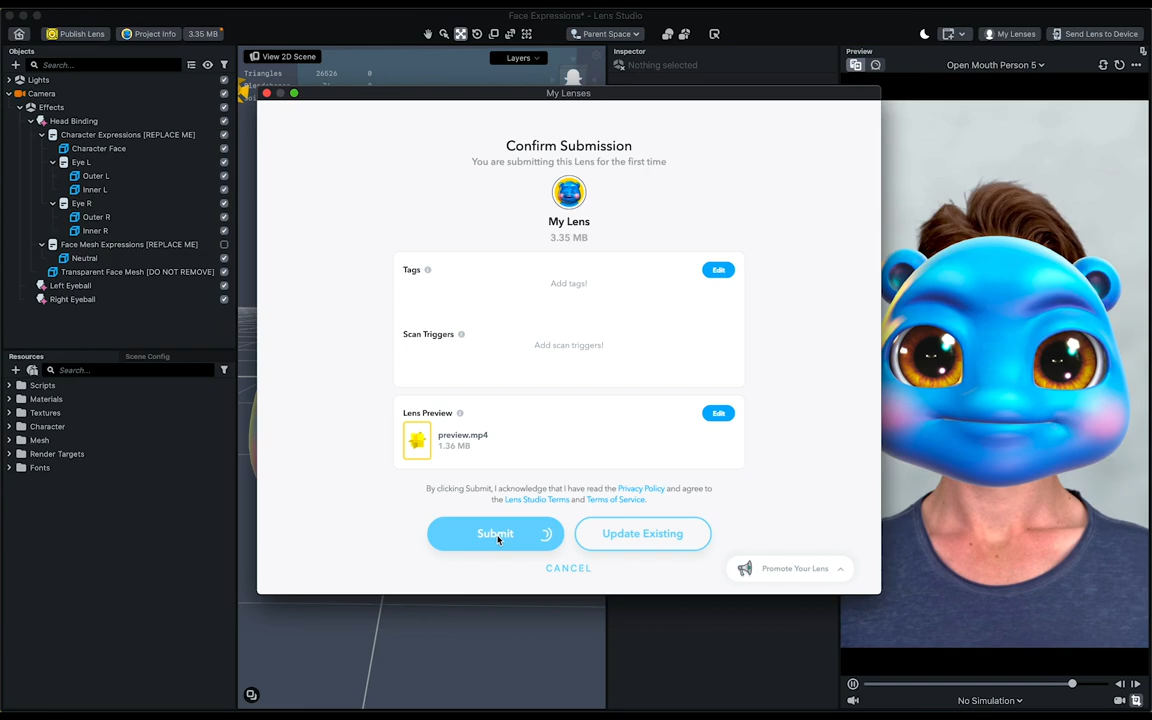 Face Expressions* - Lens Studio
Publish Lens
Project Info
3.35 MB
Parent Space
My Lenses
Send Lens to Device
Objects
Search...
Lights
Camera
Effects
Head Binding
Character Expressions [REPLACE ME]
Character Face
Eye L
Outer L
Inner L
Eye R
Outer R
Inner R
Face Mesh Expressions [REPLACE ME]
Neutral
Transparent Face Mesh [DO NOT REMOVE]
Left Eyeball
Right Eyeball
Resources
Scene Config
Search...
Scripts
Materials
Textures
Character
Mesh
Render Targets
Fonts
View 2D Scene
Layers
Triangles 26526 0
Inspector
Nothing selected
My Lenses
Confirm Submission
You are submitting this Lens for the first time
My Lens
3.35 MB
Tags
Edit
Add tags!
Scan Triggers
Add scan triggers!
Lens Preview
Edit
preview.mp4
1.36 MB
By clicking Submit, I acknowledge that I have read the Privacy Policy and agree to
the Lens Studio Terms and Terms of Service.
Submit
Update Existing
CANCEL
Promote Your Lens
Preview
Open Mouth Person 5
No Simulation